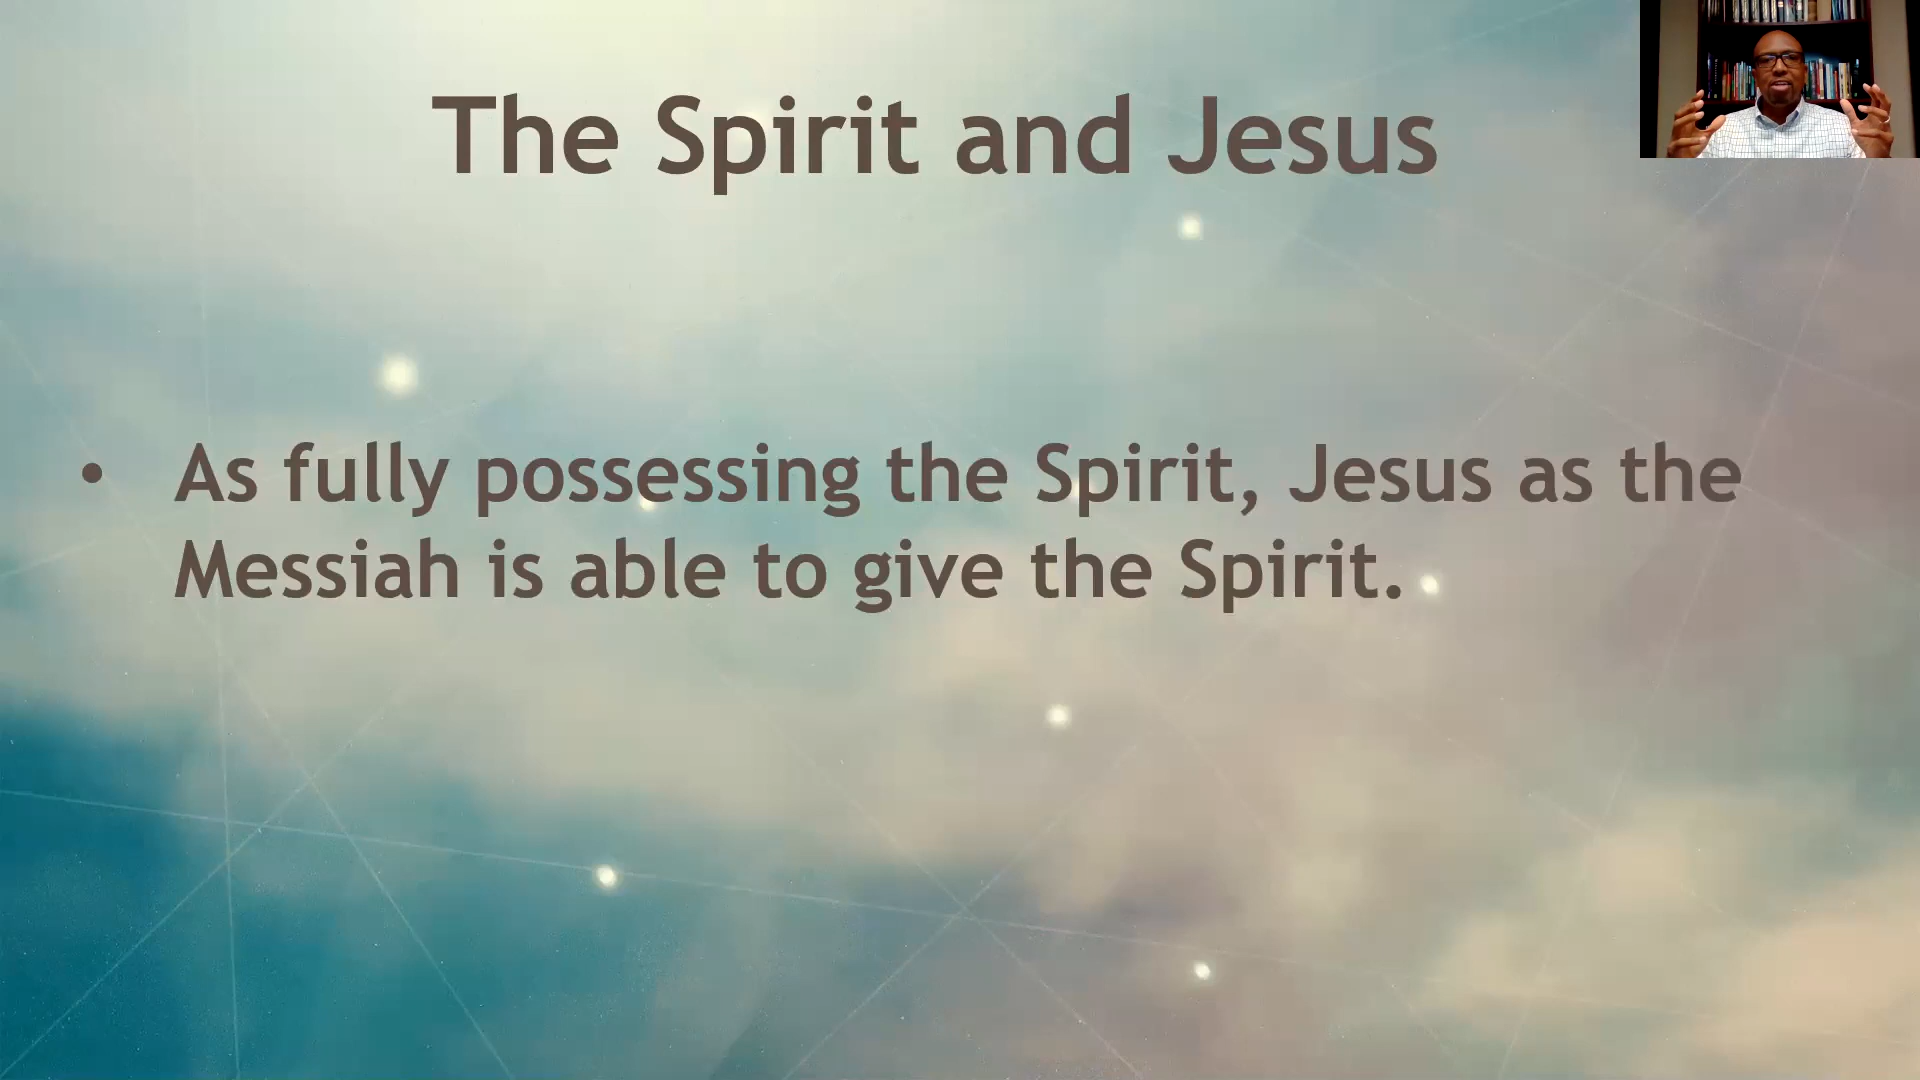 The Spirit and Jesus
• As fully possessing the Spirit, Jesus as the
Messiah is able to give the Spirit.